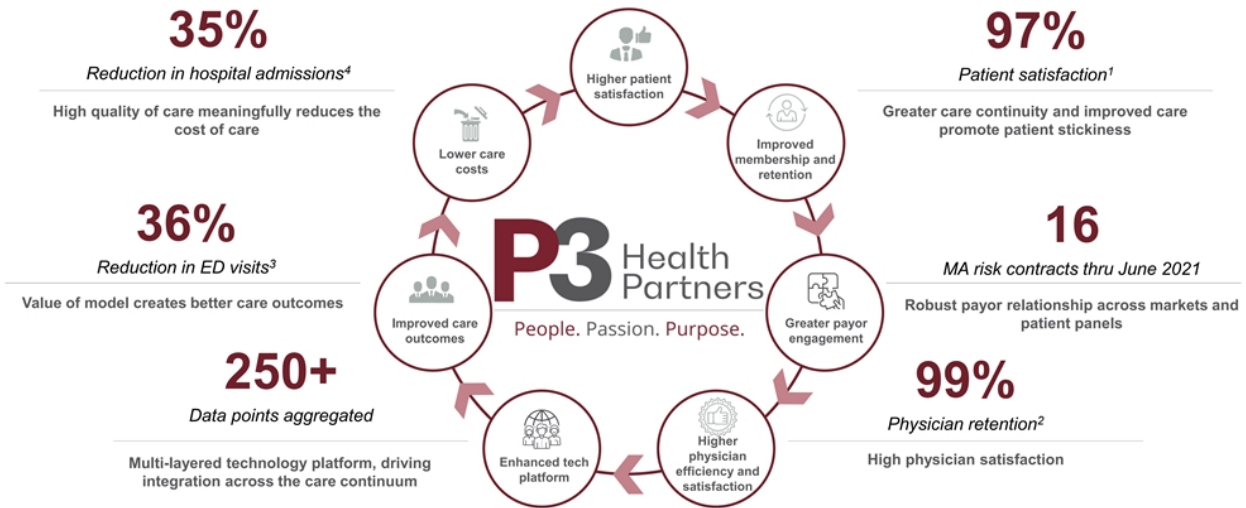 35%
Reduction in hospital admissions⁴
High quality of care meaningfully reduces the
cost of care
36%
Reduction in ED visits³
Value of model creates better care outcomes
250+
Data points aggregated
Multi-layered technology platform, driving
integration across the care continuum
Higher patient
satisfaction
Improved
membership and
retention
Greater payor
engagement
Higher
physician
efficiency and
satisfaction
Enhanced tech
platform
Improved care
outcomes
Lower care
costs
P3 Health
Partners
People. Passion. Purpose.
97%
Patient satisfaction¹
Greater care continuity and improved care
promote patient stickiness
16
MA risk contracts thru June 2021
Robust payor relationship across markets and
patient panels
99%
Physician retention²
High physician satisfaction